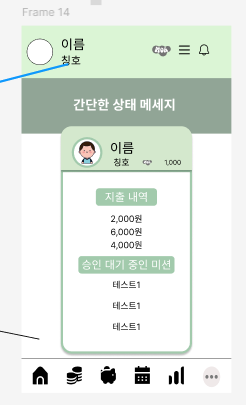 Frame 14
이름
칭호
간단한 상태 메세지
이름
칭호
1,000
지출 내역
2,000원
6,000원
4,000원
승인 대기 중인 미션
테스트1
테스트1
테스트1